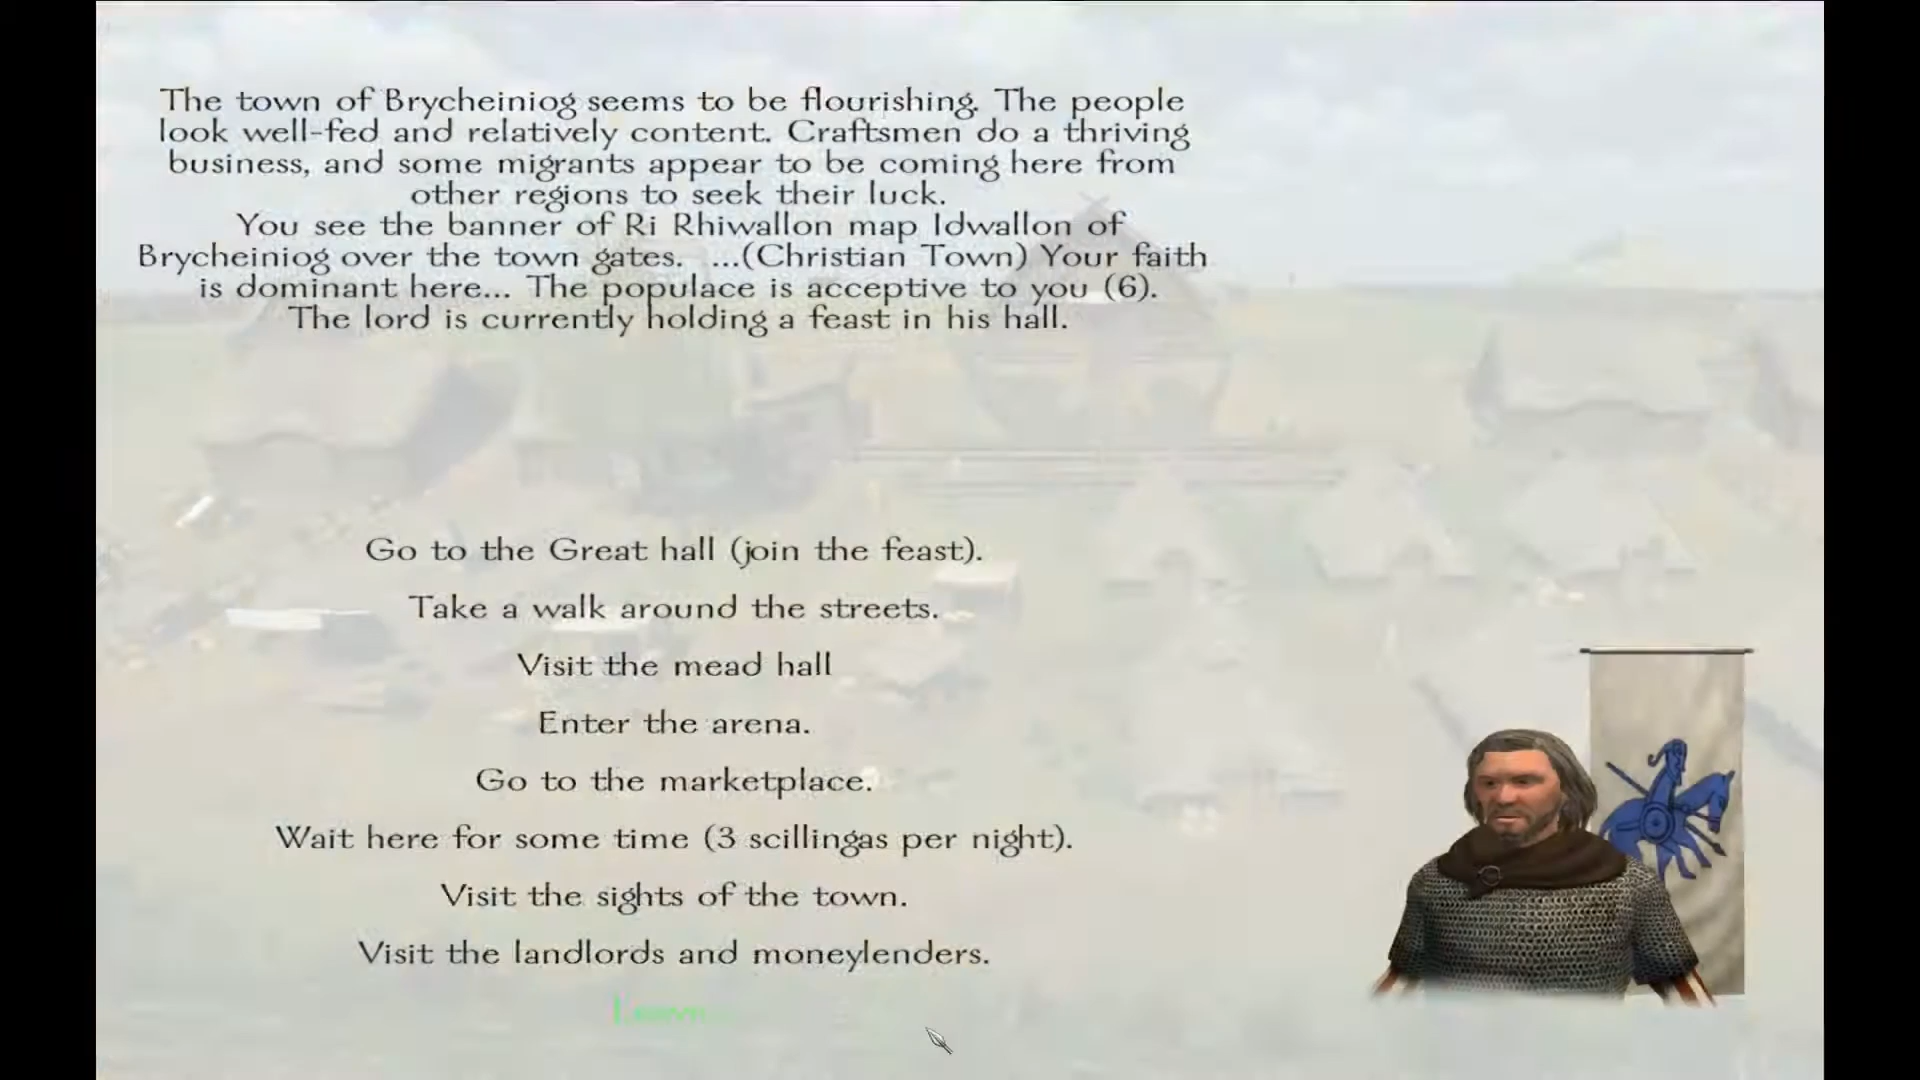 The town of Brycheiniog seems to be flourishing. The people
look well-fed and relatively content. Craftsmen do a thriving
business, and some migrants appear to be coming here from
other regions to seek their luck.
You see the banner of Ri Rhiwallon map Idwallon of
Brycheiniog over the town gates. ...(Christian Town) Your faith
is dominant here... The populace is acceptive to you (6).
The lord is currently holding a feast in his hall.
Go to the Great hall (join the feast).
Take a walk around the streets.
Visit the mead hall
Enter the arena.
Go to the marketplace.
Wait here for some time (3 scillingas per night).
Visit the sights of the town.
Visit the landlords and moneylenders.